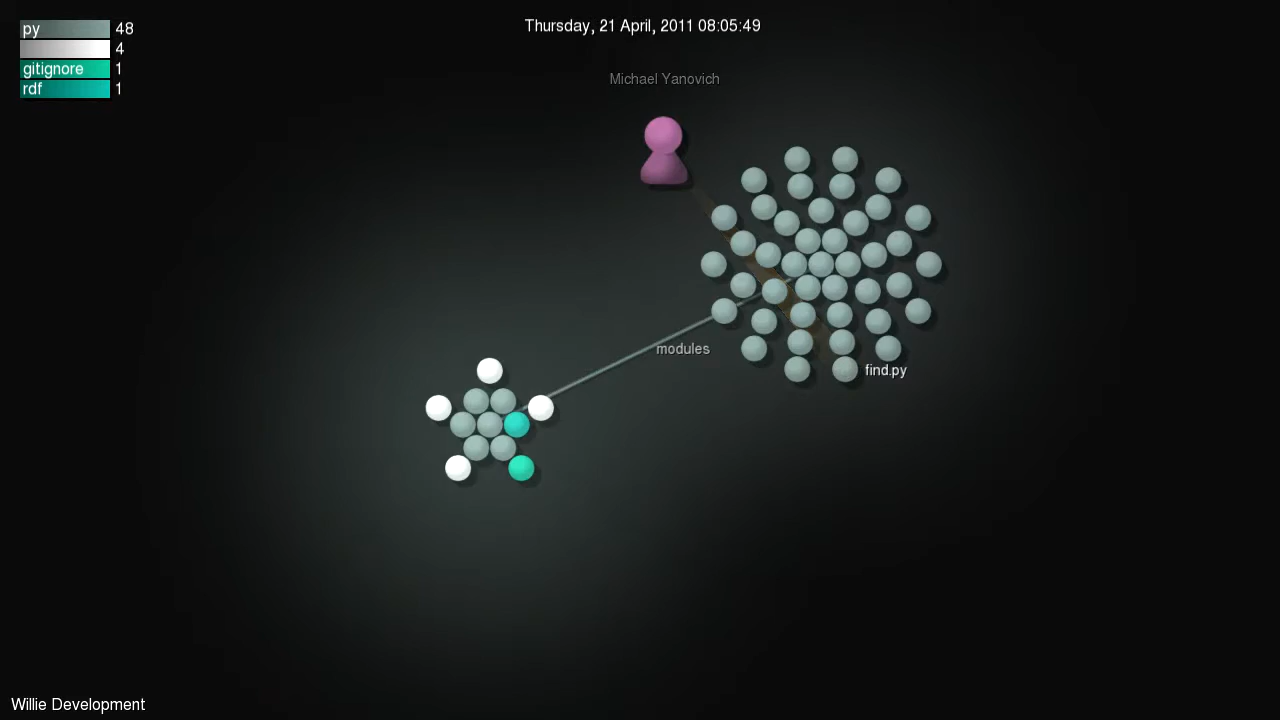 Thursday, 21 April, 2011 08:05:49
py 48
4
gitignore 1
rdf 1
Michael Yanovich
modules
find.py
Willie Development